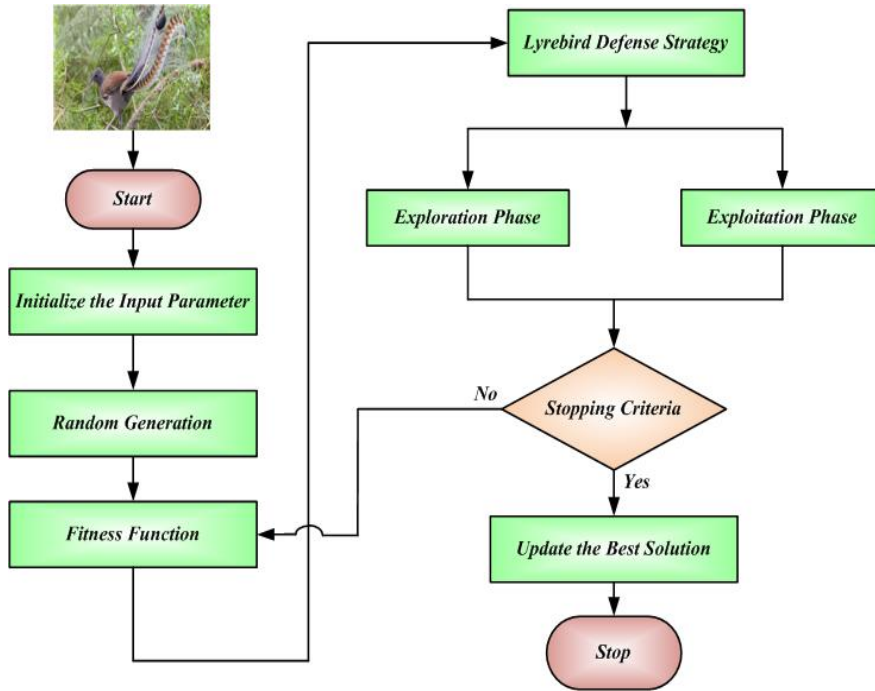 Start
Initialize the Input Parameter
Random Generation
Fitness Function
Lyrebird Defense Strategy
Exploration Phase
Exploitation Phase
Stopping Criteria
No
Yes
Update the Best Solution
Stop